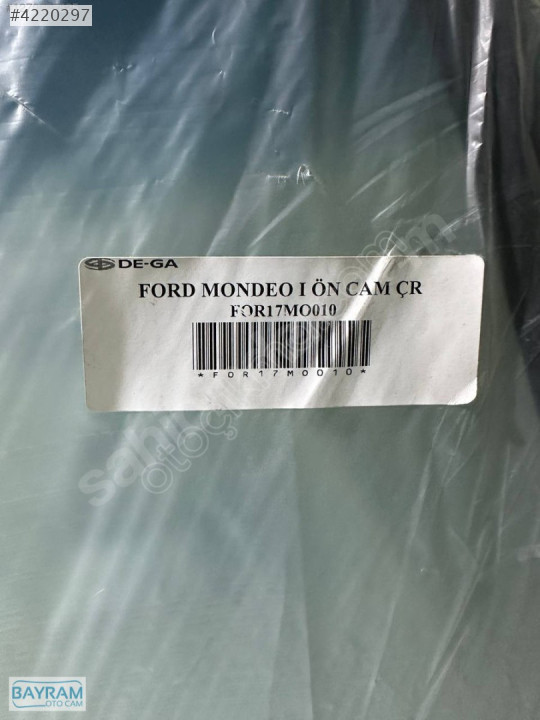 #4220297
DE-GA
FORD MONDEO I ÖN CAM ÇR
FOR17MO010
*FOR17MO010*
BAYRAM
OTO CAM